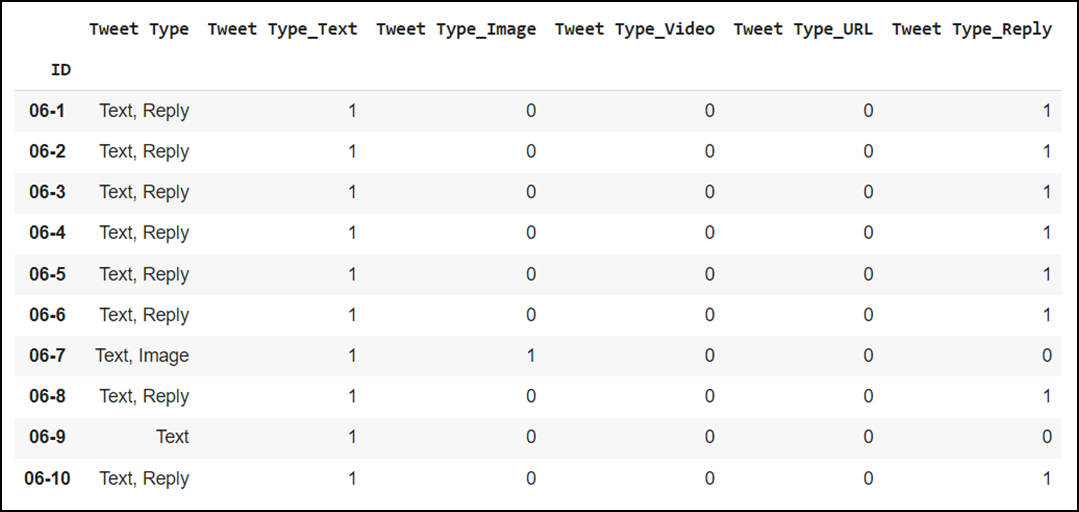 Tweet Type Tweet Type_Text Tweet Type_Image Tweet Type_Video Tweet Type_URL Tweet Type_Reply
ID
06-1 Text, Reply 1 0 0 0 1
06-2 Text, Reply 1 0 0 0 1
06-3 Text, Reply 1 0 0 0 1
06-4 Text, Reply 1 0 0 0 1
06-5 Text, Reply 1 0 0 0 1
06-6 Text, Reply 1 0 0 0 1
06-7 Text, Image 1 1 0 0 0
06-8 Text, Reply 1 0 0 0 1
06-9 Text 1 0 0 0 0
06-10 Text, Reply 1 0 0 0 1